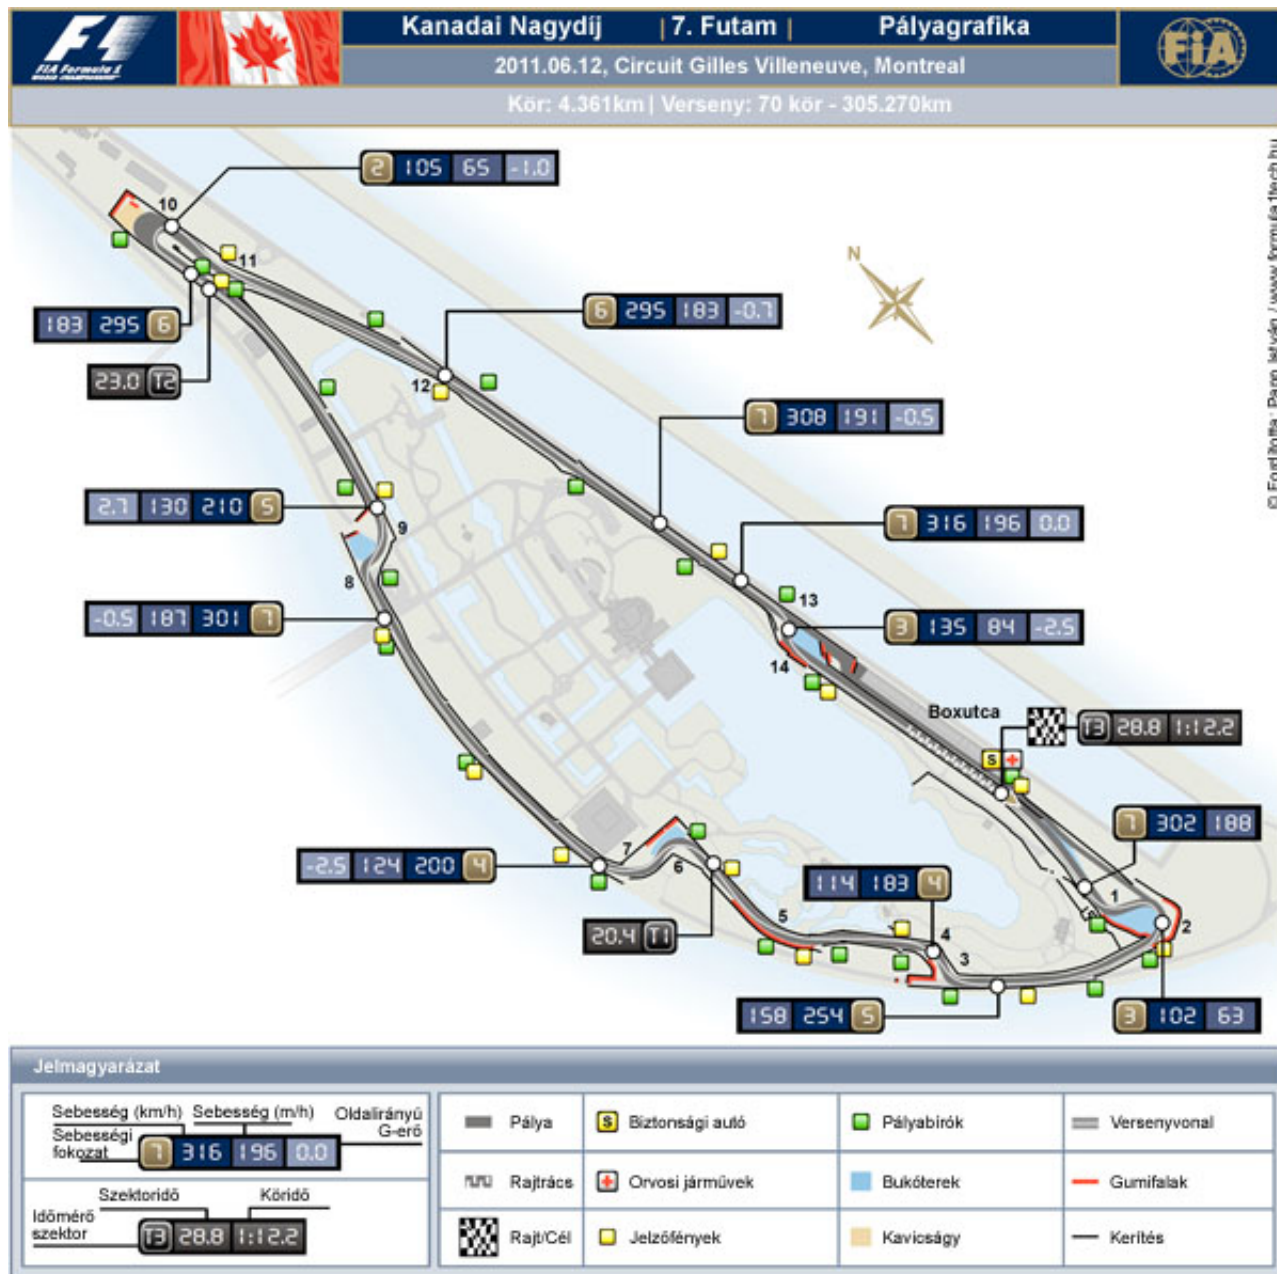 F1
FIA Formula 1
WORLD CHAMPIONSHIP
Kanadai Nagydíj | 7. Futam | Pályagrafika
2011.06.12, Circuit Gilles Villeneuve, Montreal
Kör: 4.361km | Verseny: 70 kör - 305.270km
FiA
2 105 65 -1.0
10
11
N
183 295 6
6 295 183 -0.7
23.0 T2
12
7 308 191 -0.5
2.7 130 210 5
9
7 316 196 0.0
8
13
-0.5 187 301 7
3 135 84 -2.5
14
Boxutca
T3 28.8 1:12.2
S
7 302 188
7
-2.5 124 200 4
6
114 183 4
1
2
5
20.4 T1
4
3
158 254 5
3 102 63
Jelmagyarázat
Sebesség (km/h) Sebesség (m/h) Oldalirányú G-erő
Sebességi fokozat
7 316 196 0.0
Szektoridő Köridő
Időmérő szektor
T3 28.8 1:12.2
Pálya S Biztonsági autó Pályabírók Versenyvonal
Rajtrács Orvosi járművek Bukóterek Gumifalak
Rajt/Cél Jelzőfények Kavicságy Kerítés